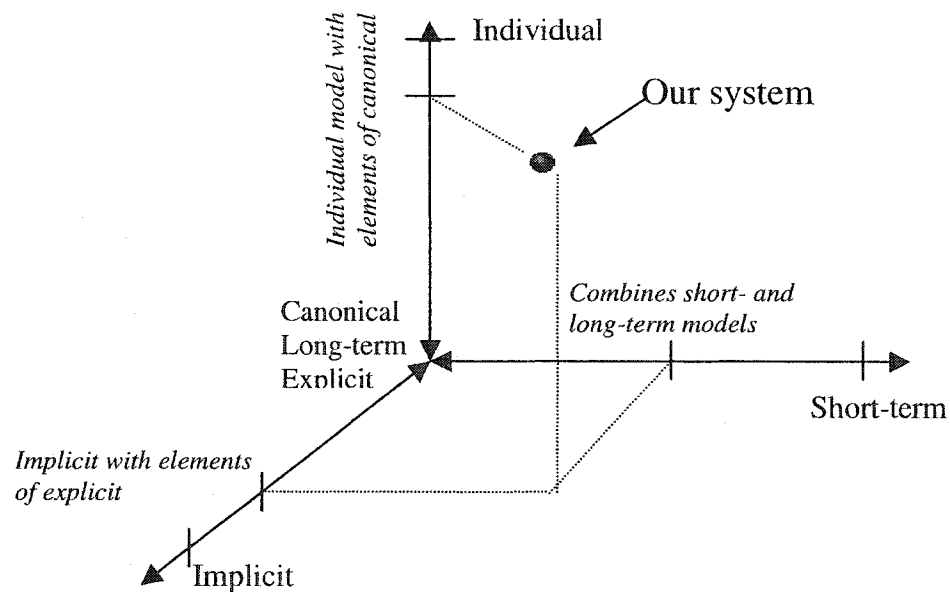 Individual
Individual model with
elements of canonical
Our system
Combines short- and
long-term models
Canonical
Long-term
Explicit
Short-term
Implicit with elements
of explicit
Implicit